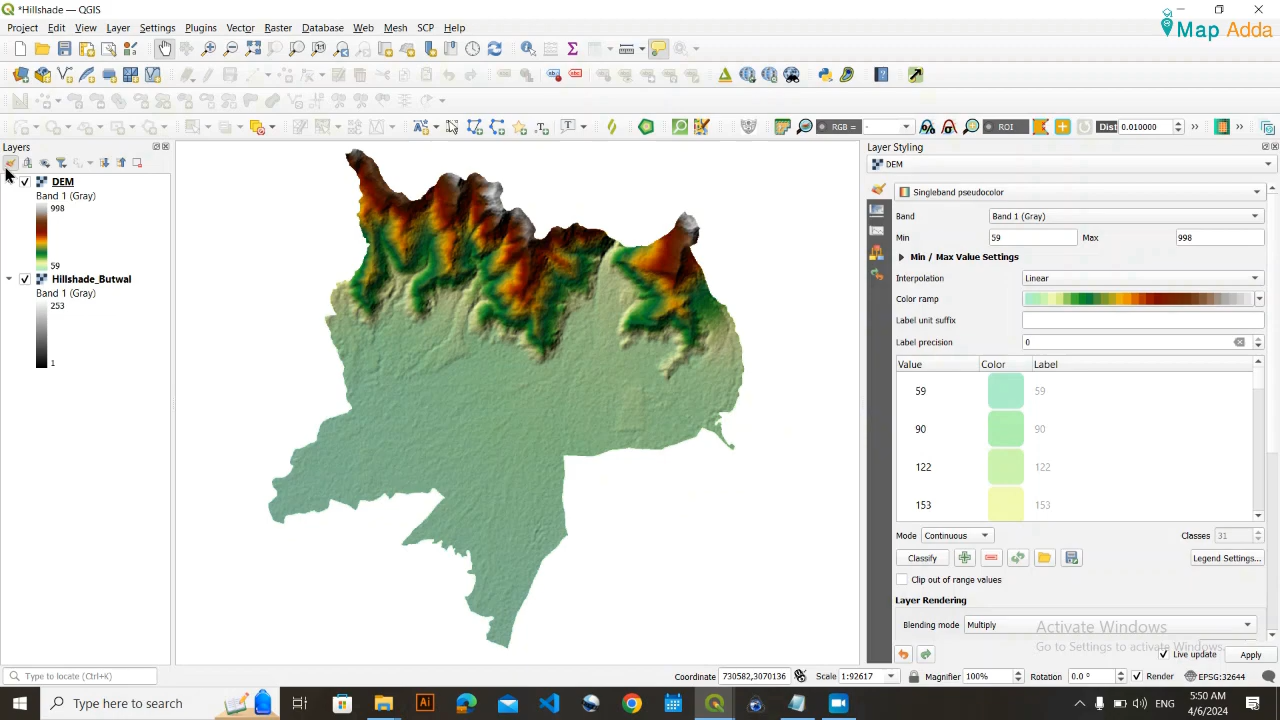 *Hillshade — QGIS
Map Adda
Project Edit View Layer Settings Plugins Vector Raster Database Web Mesh SCP Help
RGB = -
ROI
Dist 0.010000
Layers
DEM
Band 1 (Gray)
998
59
Hillshade_Butwal
Band 1 (Gray)
253
1
Layer Styling
DEM
Singleband pseudocolor
Band Band 1 (Gray)
Min 59 Max 998
Min / Max Value Settings
Interpolation Linear
Color ramp
Label unit suffix
Label precision 0
Value Color Label
59 59
90 90
122 122
153 153
Mode Continuous Classes 31
Classify Legend Settings...
Clip out of range values
Layer Rendering
Blending mode Multiply
Activate Windows
Go to Settings to activate Windows.
Live update Apply
Type to locate (Ctrl+K)
Coordinate 730582,3070136 Scale 1:92617 Magnifier 100% Rotation 0.0 ° Render EPSG:32644
Type here to search
Ai
ENG
5:50 AM
4/6/2024